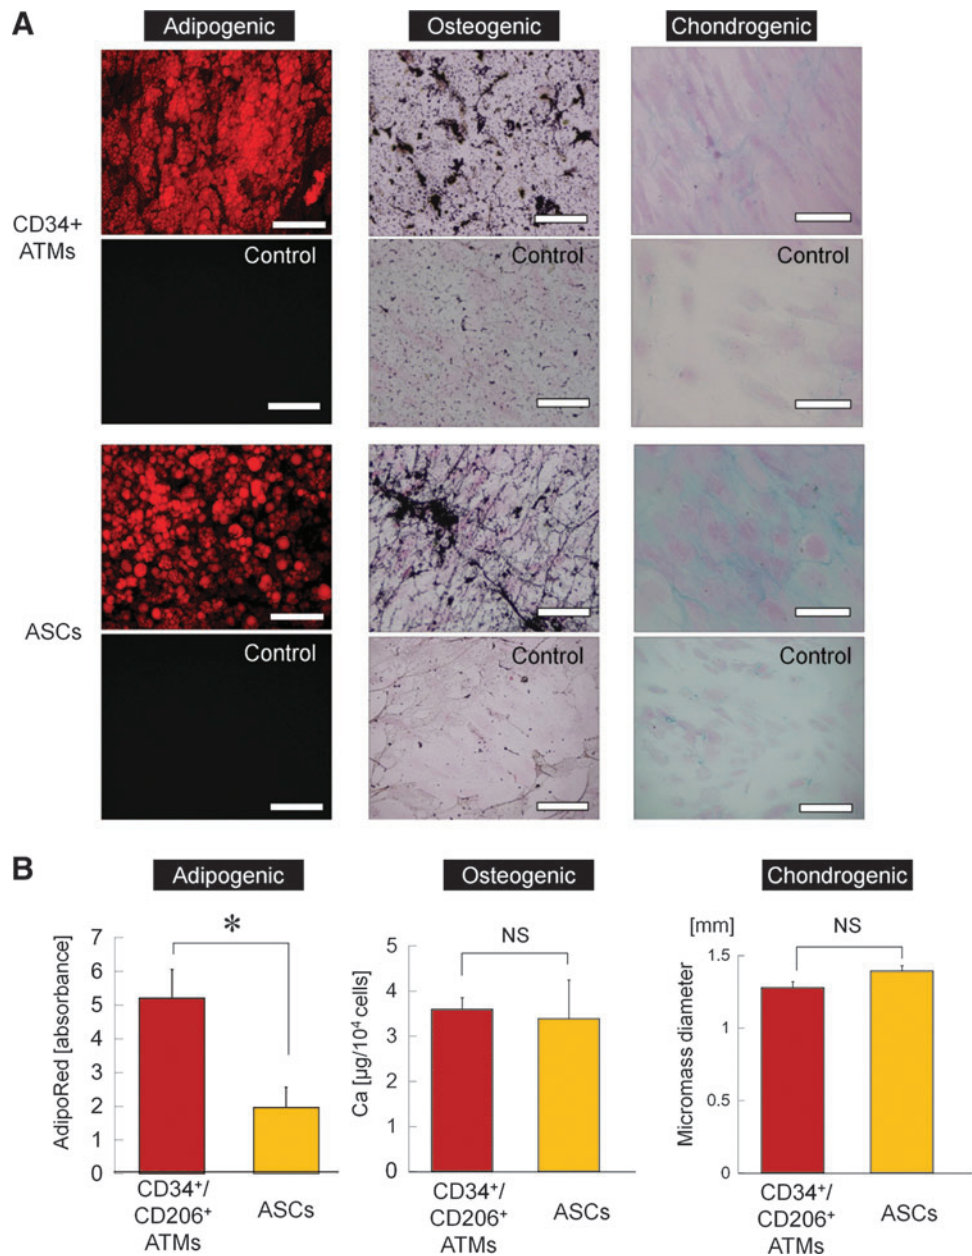 A
Adipogenic
Osteogenic
Chondrogenic
CD34+
ATMs
Control
Control
Control
ASCs
Control
Control
Control
B
Adipogenic
Osteogenic
Chondrogenic
*
NS
[mm]
NS
AdipoRed [absorbance]
7
6
5
4
3
2
1
0
CD34⁺/
CD206⁺
ATMs
ASCs
Ca [μg/10⁴ cells]
5
4
3
2
1
0
CD34⁺/
CD206⁺
ATMs
ASCs
Micromass diameter
1.5
1
0.5
0
CD34⁺/
CD206⁺
ATMs
ASCs